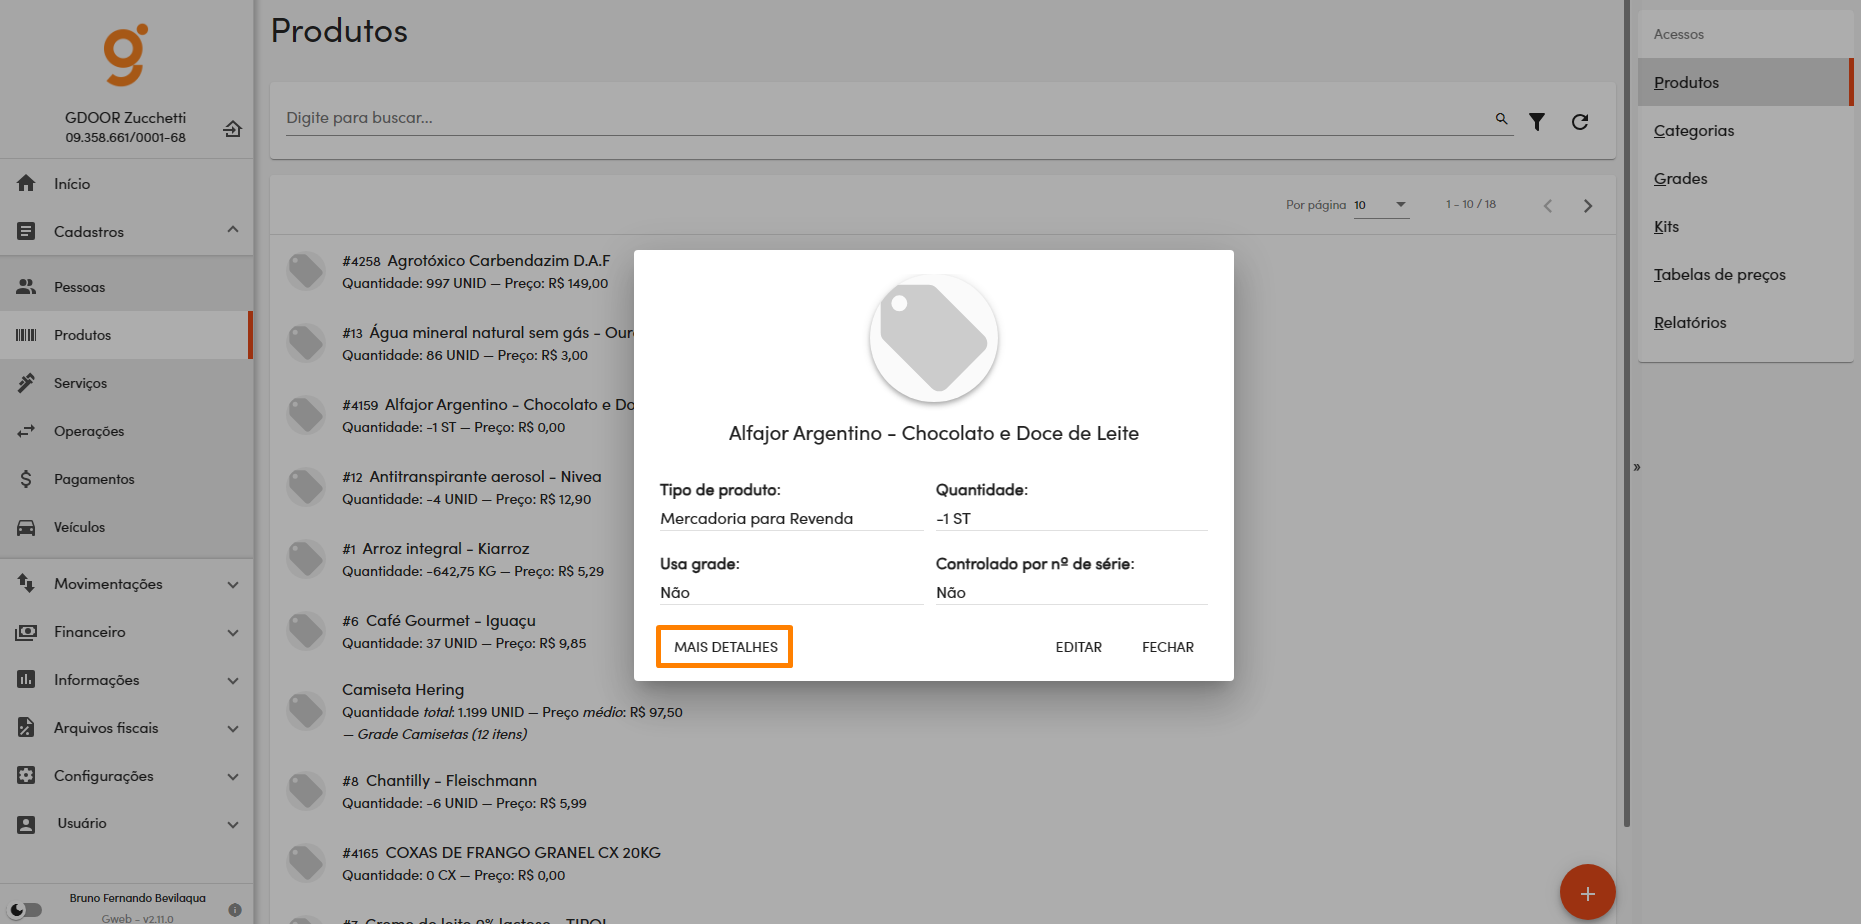 GDOOR Zucchetti
09.358.661/0001-68
Início
Cadastros
Pessoas
Produtos
Serviços
Operações
Pagamentos
Veículos
Movimentações
Financeiro
Informações
Arquivos fiscais
Configurações
Usuário
Bruno Fernando Bevilaqua
Gweb - v2.11.0
Produtos
Digite para buscar...
Por página 10 1 - 10 / 18
#4258 Agrotóxico Carbendazim D.A.F
Quantidade: 997 UNID — Preço: R$ 149,00
#13 Água mineral natural sem gás - Our
Quantidade: 86 UNID — Preço: R$ 3,00
#4159 Alfajor Argentino - Chocolato e Do
Quantidade: -1 ST — Preço: R$ 0,00
#12 Antitranspirante aerosol - Nivea
Quantidade: -4 UNID — Preço: R$ 12,90
#1 Arroz integral - Kiarroz
Quantidade: -642,75 KG — Preço: R$ 5,29
#6 Café Gourmet - Iguaçu
Quantidade: 37 UNID — Preço: R$ 9,85
Camiseta Hering
Quantidade total: 1.199 UNID — Preço médio: R$ 97,50
— Grade Camisetas (12 itens)
#8 Chantilly - Fleischmann
Quantidade: -6 UNID — Preço: R$ 5,99
#4165 COXAS DE FRANGO GRANEL CX 20KG
Quantidade: 0 CX — Preço: R$ 0,00
#7 Creme de leite 0% lactose - TIROL
Alfajor Argentino - Chocolato e Doce de Leite
Tipo de produto: Quantidade:
Mercadoria para Revenda -1 ST
Usa grade: Controlado por nº de série:
Não Não
MAIS DETALHES EDITAR FECHAR
+
»
Acessos
Produtos
Categorias
Grades
Kits
Tabelas de preços
Relatórios